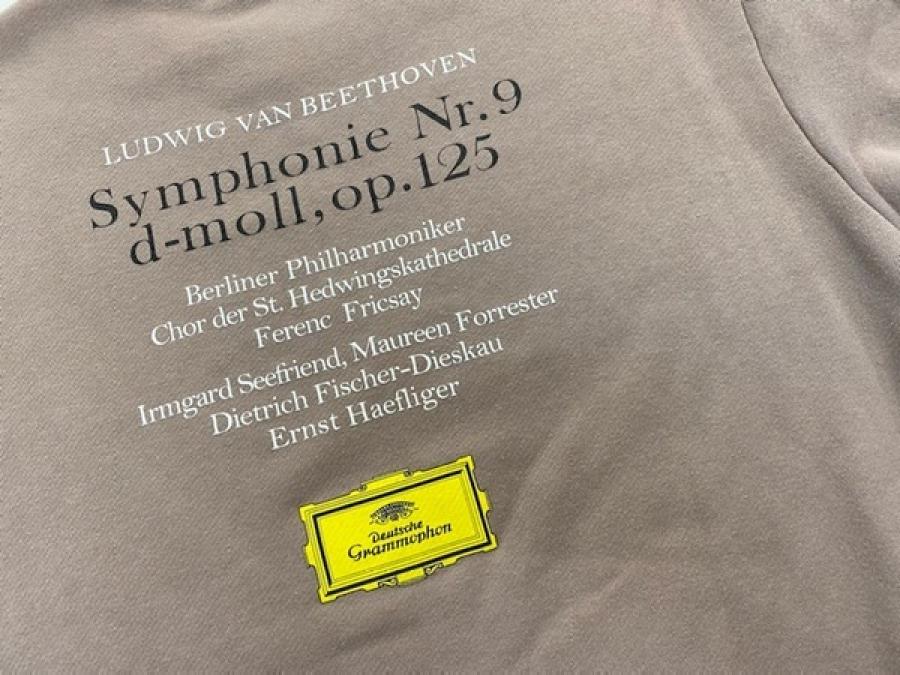 LUDWIG VAN BEETHOVEN
Symphonie Nr.9
d-moll, op.125
Berliner Philharmoniker
Chor der St. Hedwingskathedrale
Ferenc Fricsay
Irmgard Seefriend, Maureen Forrester
Dietrich Fischer-Dieskau
Ernst Haefliger
Deutsche
Grammophon